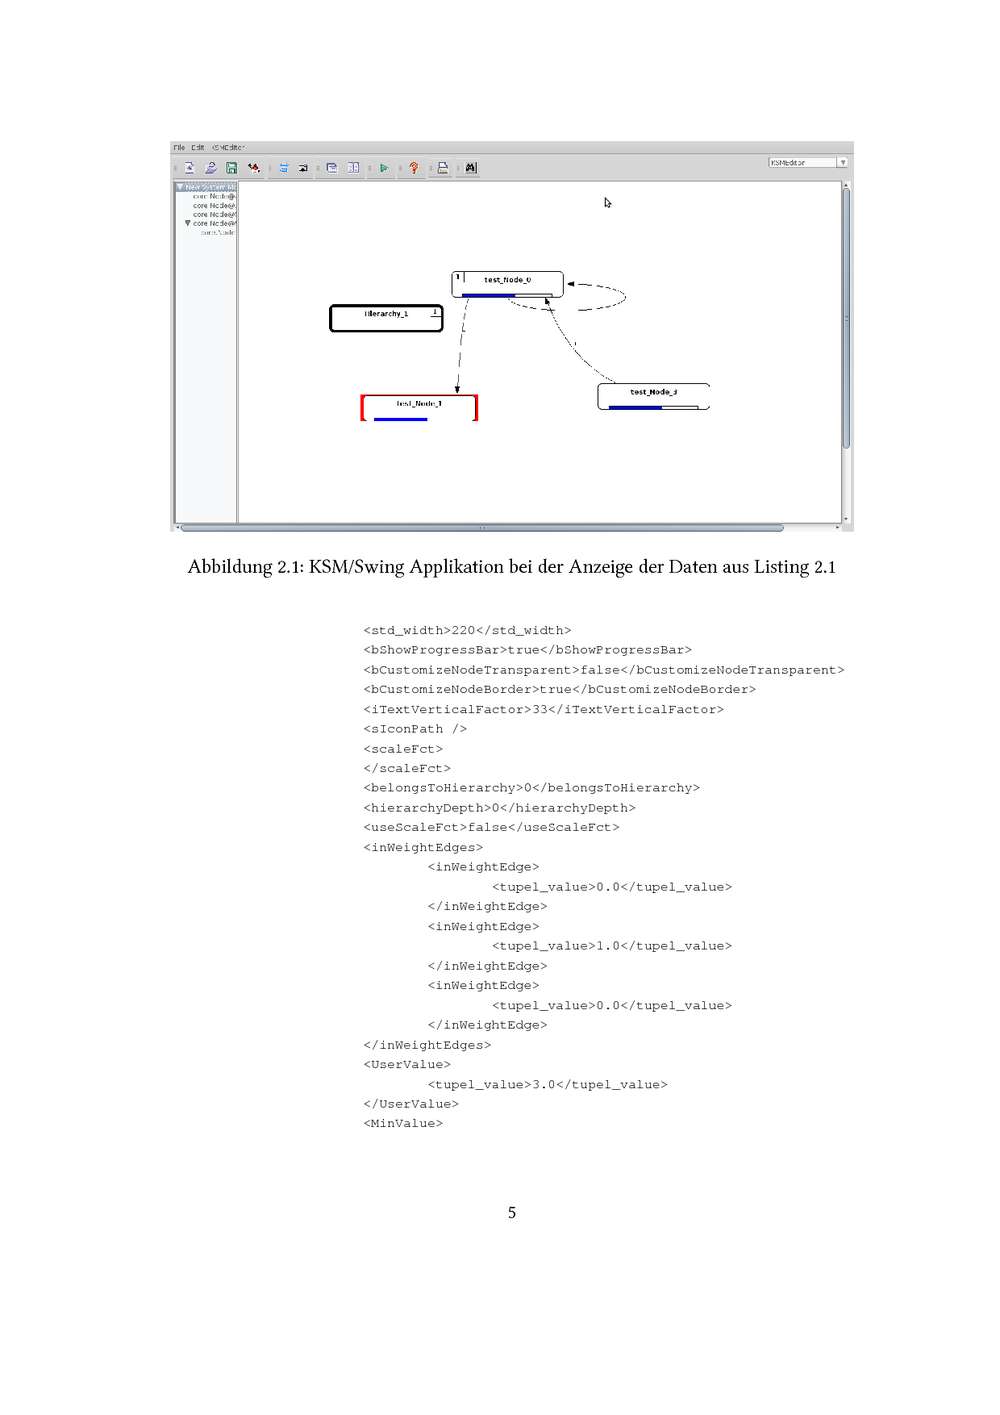 File Edit KSMEditor
KSMEditor
core Node@
core Node@
core Node@
core Node@
1 test_Node_0
Hierarchy_1 1
test_Node_1
test_Node_3
Abbildung 2.1: KSM/Swing Applikation bei der Anzeige der Daten aus Listing 2.1
<std_width>220</std_width>
<bShowProgressBar>true</bShowProgressBar>
<bCustomizeNodeTransparent>false</bCustomizeNodeTransparent>
<bCustomizeNodeBorder>true</bCustomizeNodeBorder>
<iTextVerticalFactor>33</iTextVerticalFactor>
<sIconPath />
<scaleFct>
</scaleFct>
<belongsToHierarchy>0</belongsToHierarchy>
<hierarchyDepth>0</hierarchyDepth>
<useScaleFct>false</useScaleFct>
<inWeightEdges>
<inWeightEdge>
<tupel_value>0.0</tupel_value>
</inWeightEdge>
<inWeightEdge>
<tupel_value>1.0</tupel_value>
</inWeightEdge>
<inWeightEdge>
<tupel_value>0.0</tupel_value>
</inWeightEdge>
</inWeightEdges>
<UserValue>
<tupel_value>3.0</tupel_value>
</UserValue>
<MinValue>
5